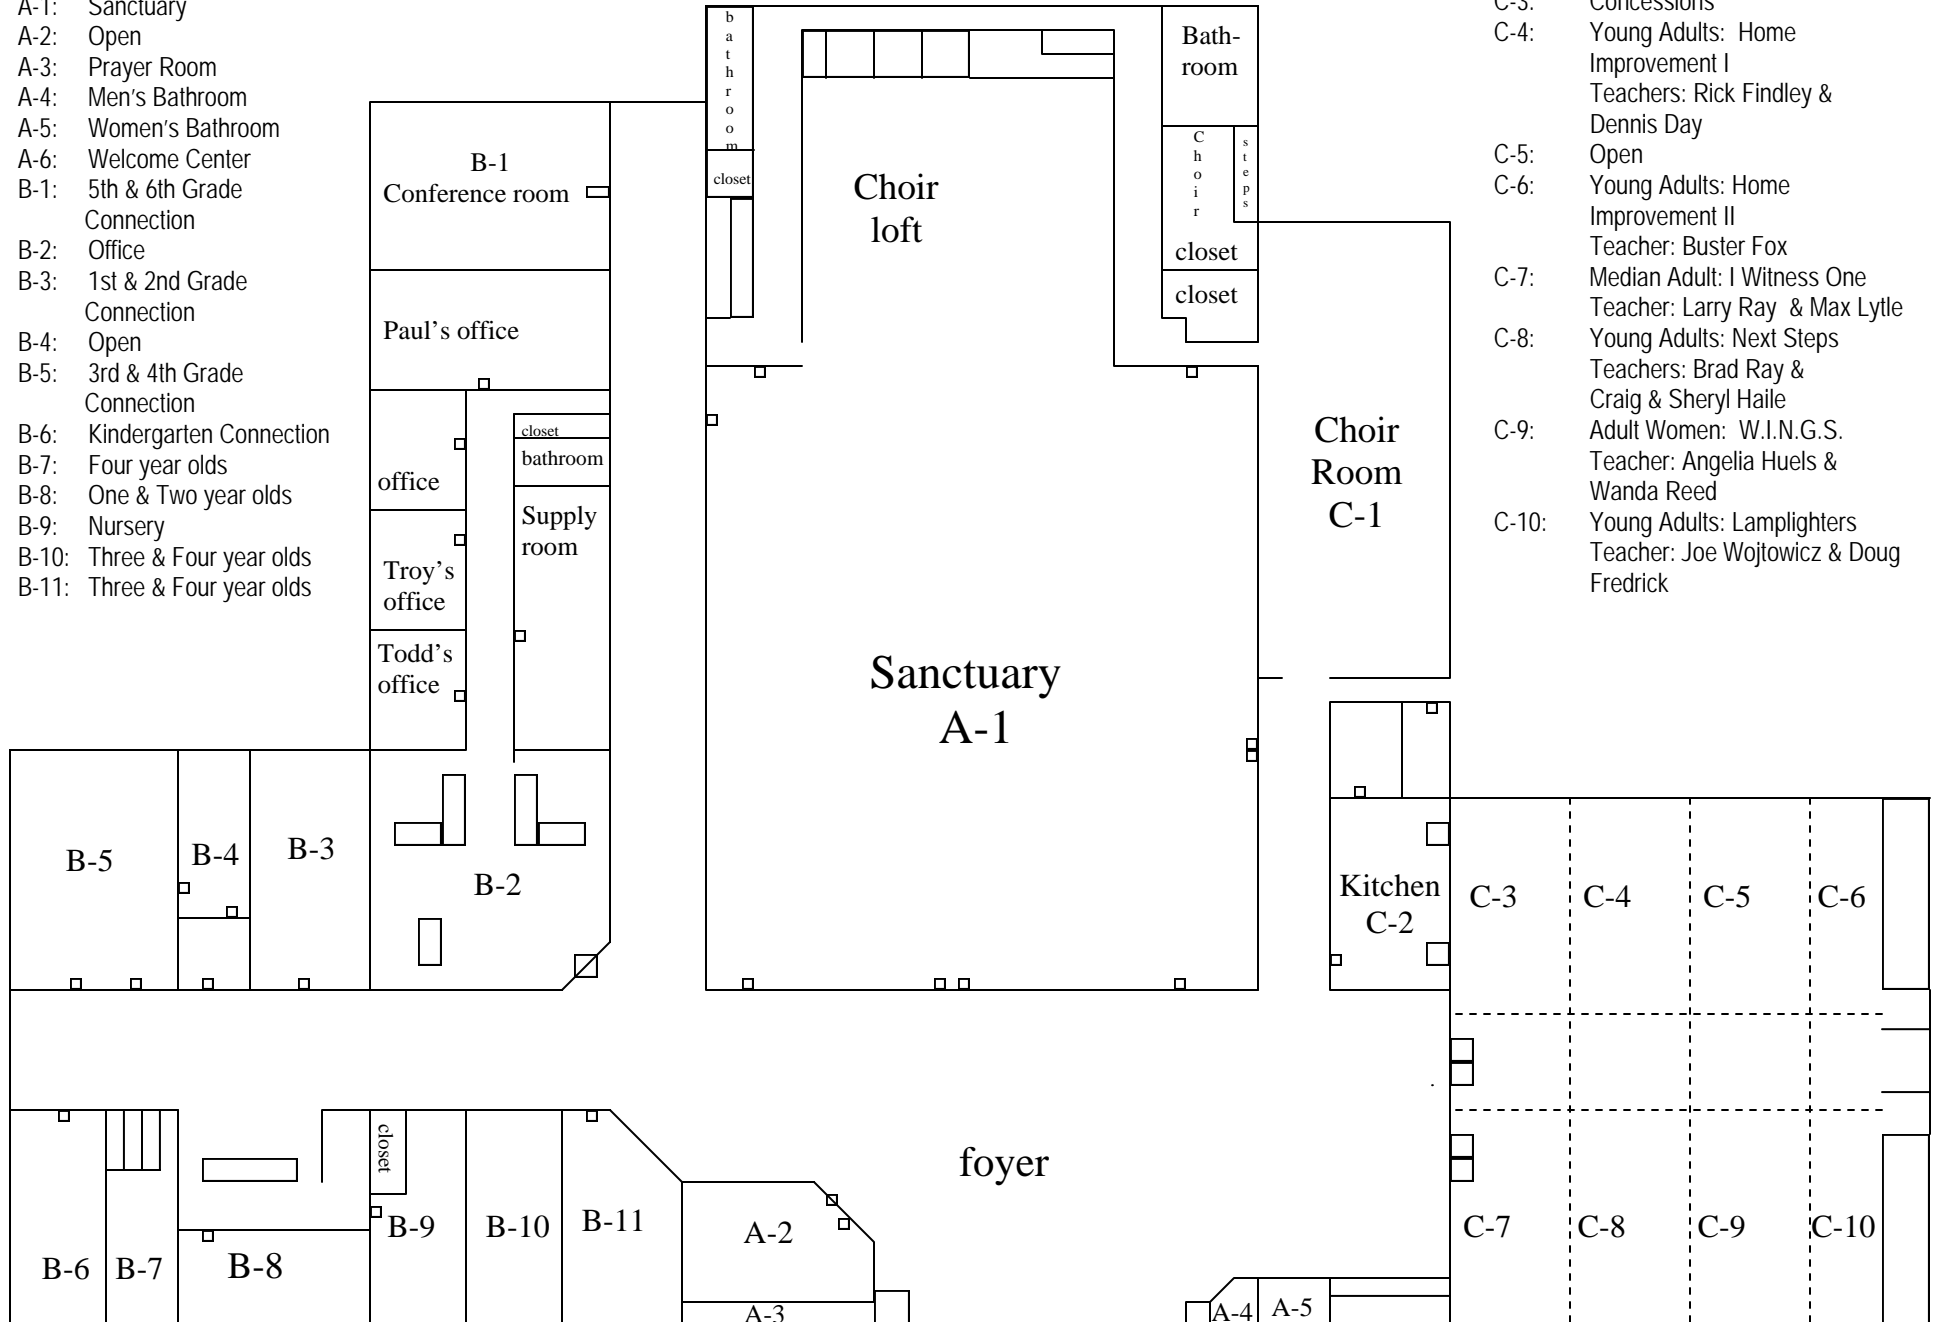 A-1: Sanctuary
A-2: Open
A-3: Prayer Room
A-4: Men's Bathroom
A-5: Women's Bathroom
A-6: Welcome Center
B-1: 5th & 6th Grade
Connection
B-2: Office
B-3: 1st & 2nd Grade
Connection
B-4: Open
B-5: 3rd & 4th Grade
Connection
B-6: Kindergarten Connection
B-7: Four year olds
B-8: One & Two year olds
B-9: Nursery
B-10: Three & Four year olds
B-11: Three & Four year olds
B-1
Conference room
Paul's office
office
Troy's
office
Todd's
office
closet
bathroom
Supply
room
bathroom
closet
Choir
loft
Bath-
room
Choir
steps
closet
closet
Choir
Room
C-1
Sanctuary
A-1
C-3: Concessions
C-4: Young Adults: Home
Improvement I
Teachers: Rick Findley &
Dennis Day
C-5: Open
C-6: Young Adults: Home
Improvement II
Teacher: Buster Fox
C-7: Median Adult: I Witness One
Teacher: Larry Ray & Max Lytle
C-8: Young Adults: Next Steps
Teachers: Brad Ray &
Craig & Sheryl Haile
C-9: Adult Women: W.I.N.G.S.
Teacher: Angelia Huels &
Wanda Reed
C-10: Young Adults: Lamplighters
Teacher: Joe Wojtowicz & Doug
Fredrick
B-5
B-4
B-3
B-2
Kitchen
C-2
C-3
C-4
C-5
C-6
foyer
closet
B-6
B-7
B-8
B-9
B-10
B-11
A-2
A-3
A-4
A-5
C-7
C-8
C-9
C-10